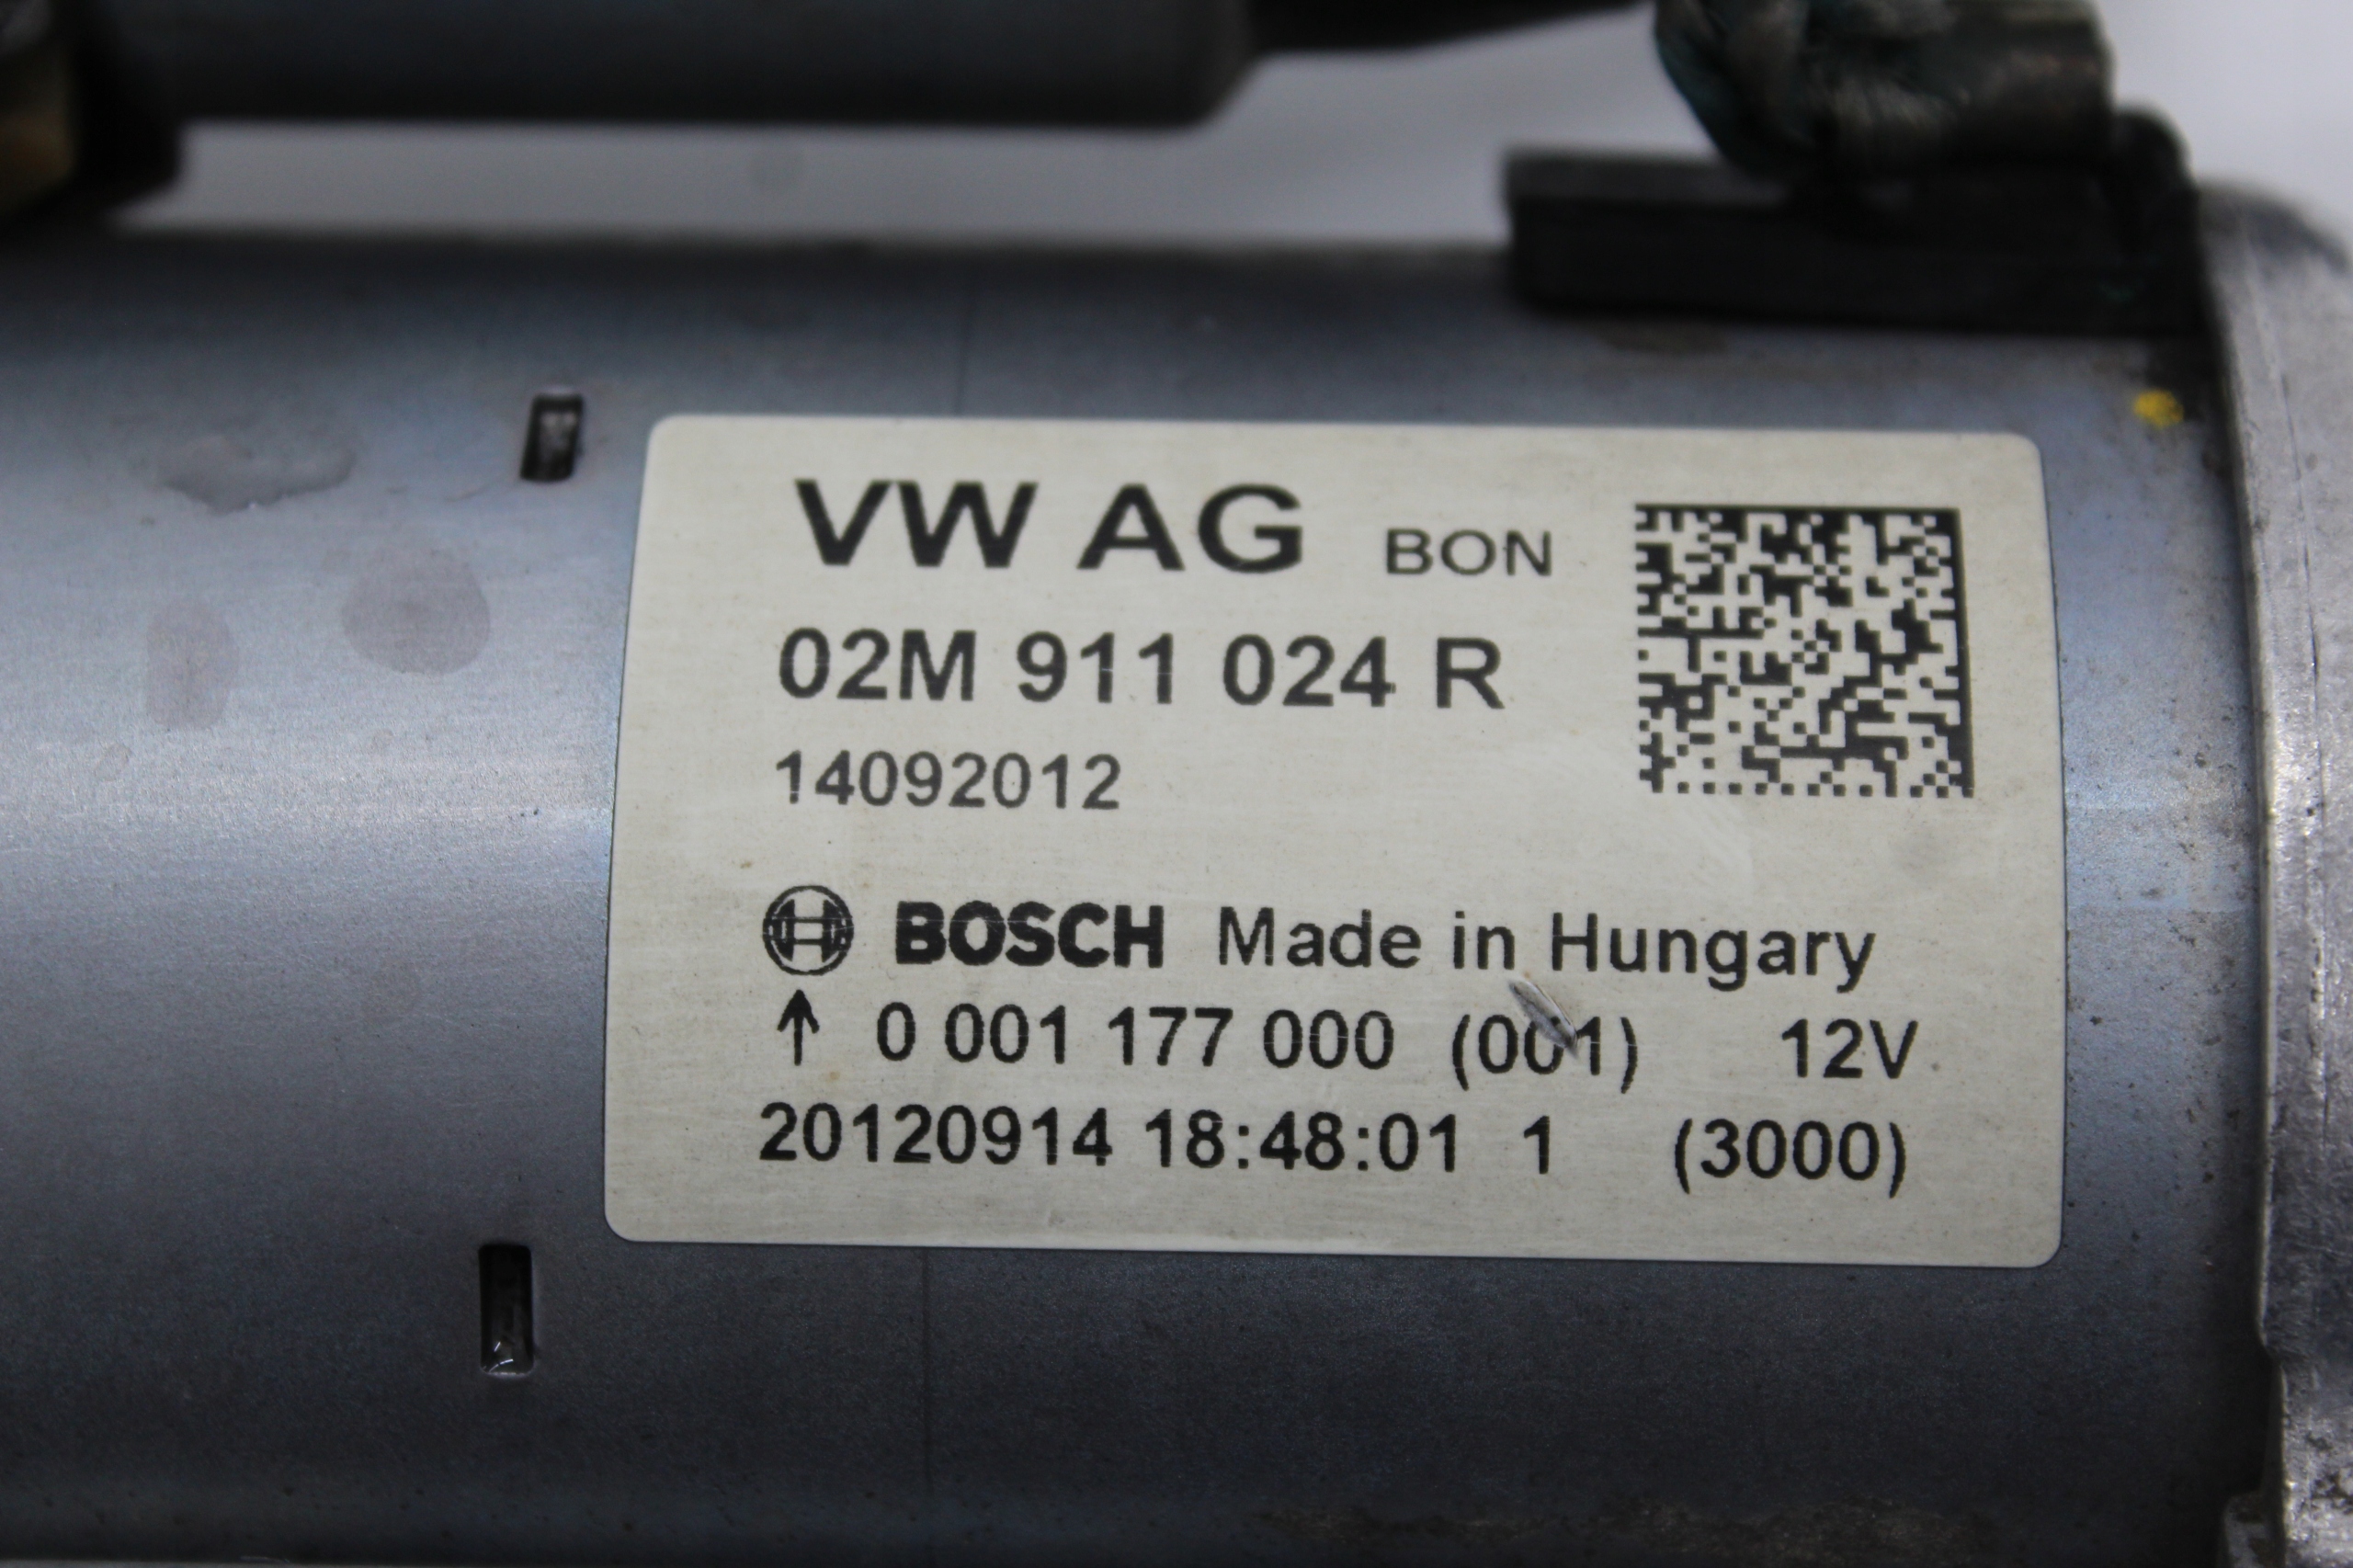 VW AG BON
02M 911 024 R
14092012
BOSCH Made in Hungary
↑ 0 001 177 000 (001) 12V
20120914 18:48:01 1 (3000)